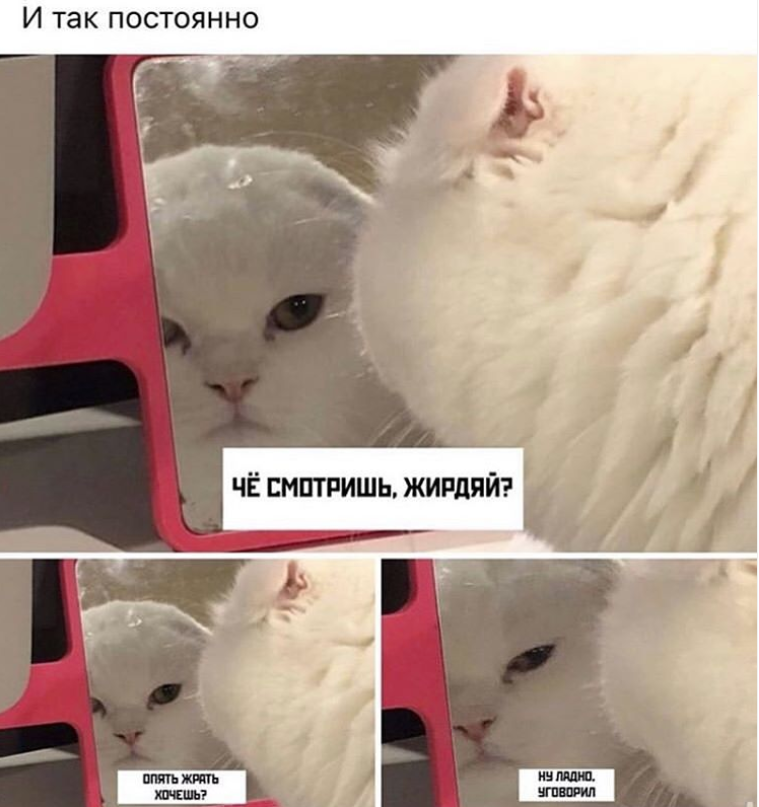 И так постоянно
ЧЁ СМОТРИШЬ, ЖИРДЯЙ?
ОПЯТЬ ЖРАТЬ
ХОЧЕШЬ?
НУ ЛАДНО,
УГОВОРИЛ